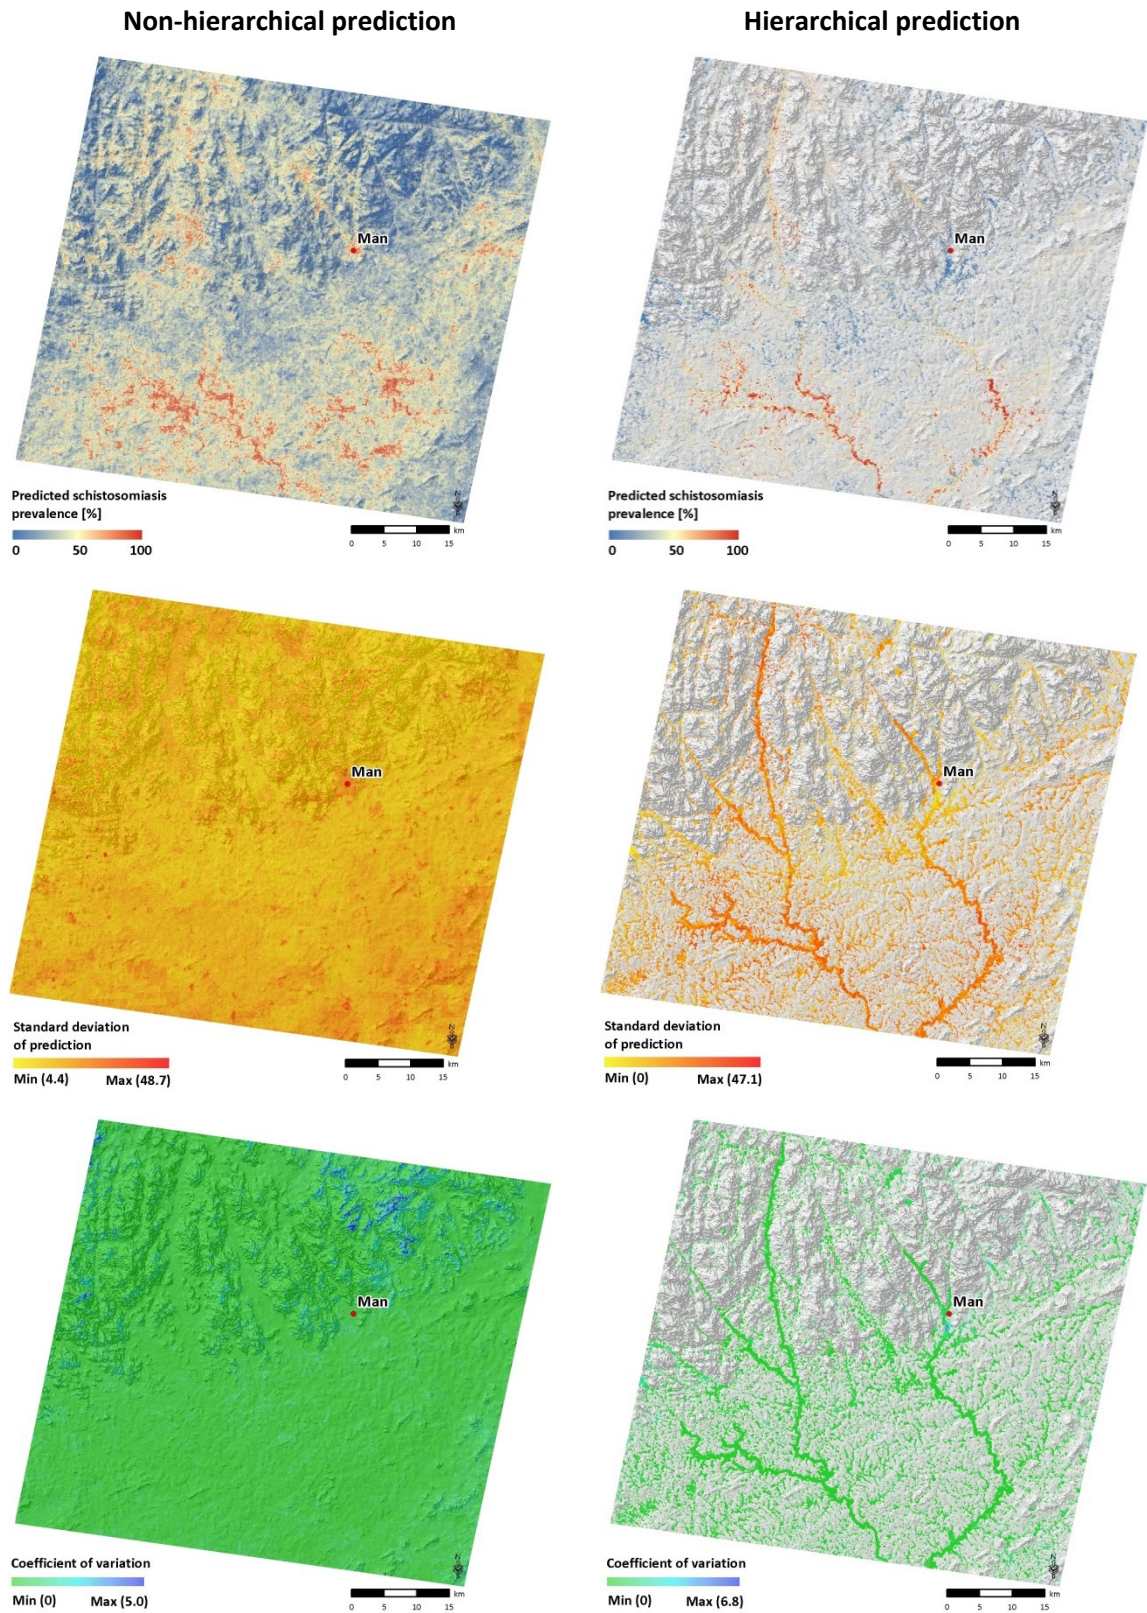 Non-hierarchical prediction
Hierarchical prediction
Man
Man
Predicted schistosomiasis
prevalence [%]
0 50 100
km
0 5 10 15
Predicted schistosomiasis
prevalence [%]
0 50 100
km
0 5 10 15
Man
Man
Standard deviation
of prediction
Min (4.4) Max (48.7)
km
0 5 10 15
Standard deviation
of prediction
Min (0) Max (47.1)
km
0 5 10 15
Man
Man
Coefficient of variation
Min (0) Max (5.0)
km
0 5 10 15
Coefficient of variation
Min (0) Max (6.8)
km
0 5 10 15